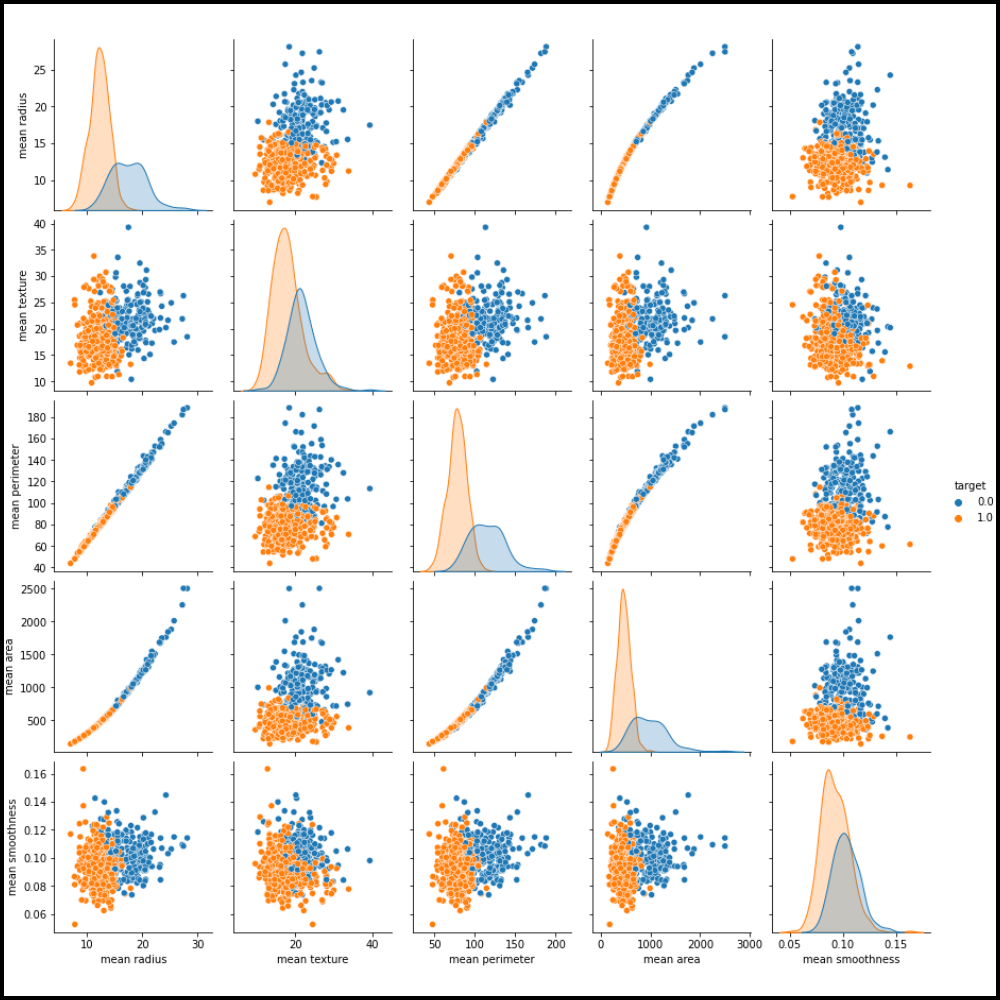 mean radius
25
20
15
10
mean texture
40
35
30
25
20
15
10
mean perimeter
180
160
140
120
100
80
60
40
target
0.0
1.0
mean area
2500
2000
1500
1000
500
mean smoothness
0.16
0.14
0.12
0.10
0.08
0.06
10 20 30
20 40
50 100 150 200
0 1000 2000 3000
0.05 0.10 0.15
mean radius
mean texture
mean perimeter
mean area
mean smoothness